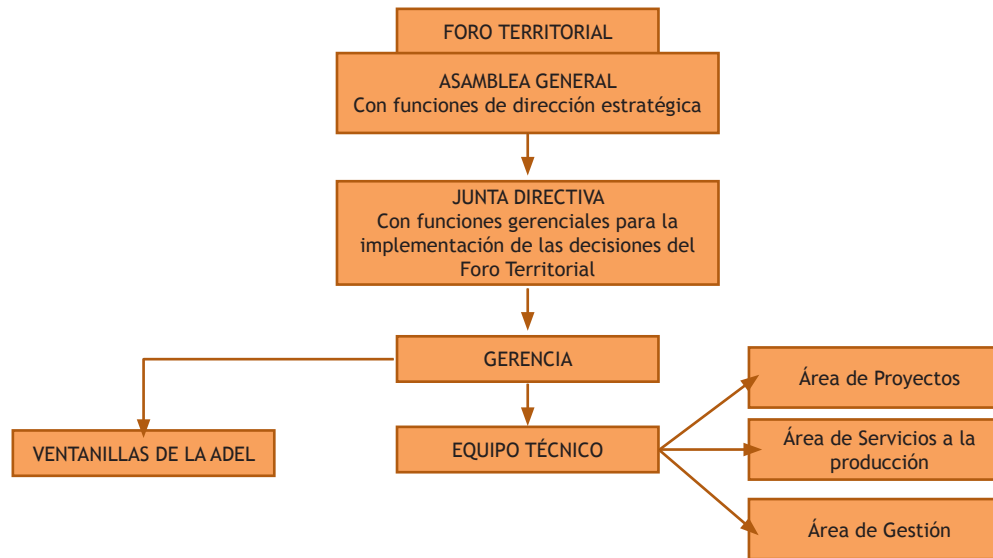 FORO TERRITORIAL
ASAMBLEA GENERAL
Con funciones de dirección estratégica
JUNTA DIRECTIVA
Con funciones gerenciales para la
implementación de las decisiones del
Foro Territorial
GERENCIA
Área de Proyectos
VENTANILLAS DE LA ADEL
EQUIPO TÉCNICO
Área de Servicios a la
producción
Área de Gestión